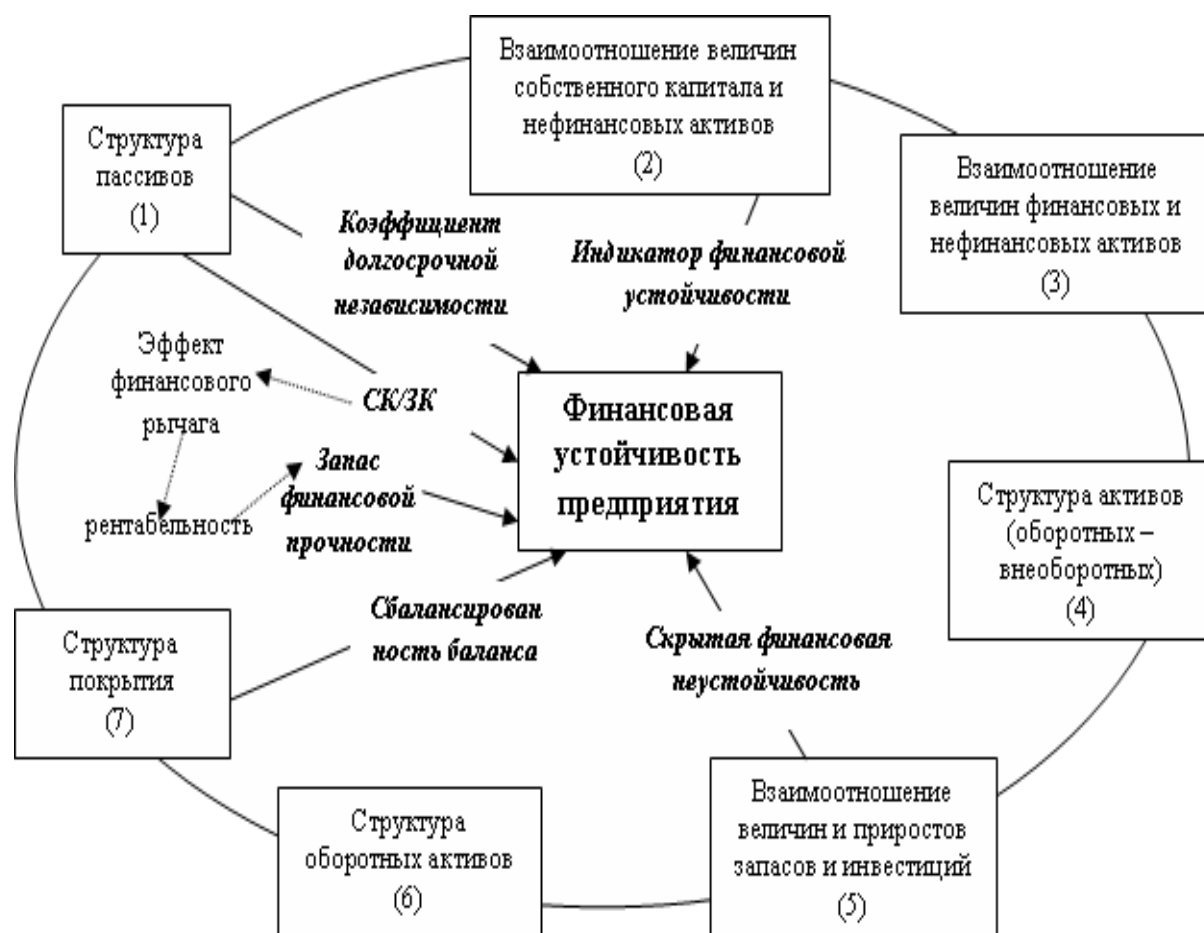 Взаимоотношение величин
собственного капитала и
нефинансовых активов
(2)
Структура
пассивов
(1)
Взаимоотношение
величин финансовых и
нефинансовых активов
(3)
Коэффициент
долгосрочной
независимости
Индикатор финансовой
устойчивости
Эффект
финансового
рычага
СК/ЗК
Финансовая
устойчивость
предприятия
Запас
финансовой
прочности
рентабельность
Структура активов
(оборотных –
внеоборотных)
(4)
Сбалансирован
ность баланса
Скрытая финансовая
неустойчивость
Структура
покрытия
(7)
Структура
оборотных активов
(6)
Взаимоотношение
величин и приростов
запасов и инвестиций
(5)